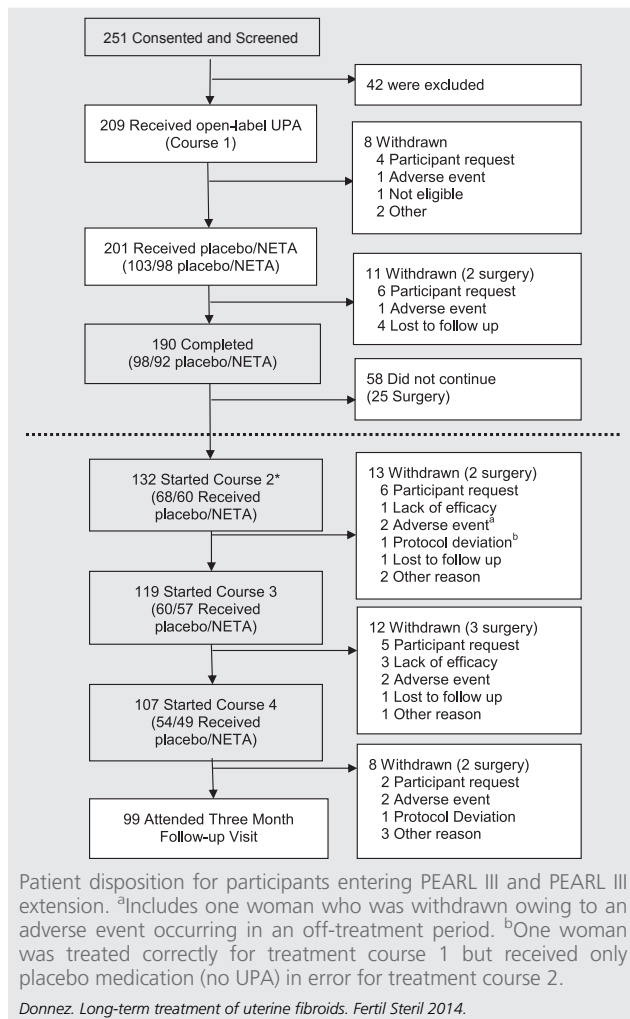 251 Consented and Screened
42 were excluded
209 Received open-label UPA
(Course 1)
8 Withdrawn
4 Participant request
1 Adverse event
1 Not eligible
2 Other
201 Received placebo/NETA
(103/98 placebo/NETA)
11 Withdrawn (2 surgery)
6 Participant request
1 Adverse event
4 Lost to follow up
190 Completed
(98/92 placebo/NETA)
58 Did not continue
(25 Surgery)
132 Started Course 2*
(68/60 Received
placebo/NETA)
13 Withdrawn (2 surgery)
6 Participant request
1 Lack of efficacy
2 Adverse eventᵃ
1 Protocol deviationᵇ
1 Lost to follow up
2 Other reason
119 Started Course 3
(60/57 Received
placebo/NETA)
12 Withdrawn (3 surgery)
5 Participant request
3 Lack of efficacy
2 Adverse event
1 Lost to follow up
1 Other reason
107 Started Course 4
(54/49 Received
placebo/NETA)
8 Withdrawn (2 surgery)
2 Participant request
2 Adverse event
1 Protocol Deviation
3 Other reason
99 Attended Three Month
Follow-up Visit
Patient disposition for participants entering PEARL III and PEARL III
extension. ᵃIncludes one woman who was withdrawn owing to an
adverse event occurring in an off-treatment period. ᵇOne woman
was treated correctly for treatment course 1 but received only
placebo medication (no UPA) in error for treatment course 2.
Donnez. Long-term treatment of uterine fibroids. Fertil Steril 2014.